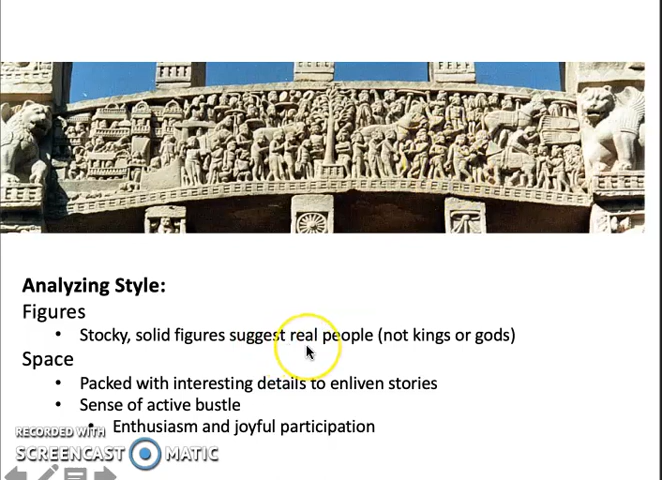 Analyzing Style:
Figures
• Stocky, solid figures suggest real people (not kings or gods)
Space
• Packed with interesting details to enliven stories
• Sense of active bustle
• Enthusiasm and joyful participation
RECORDED WITH
SCREENCAST MATIC